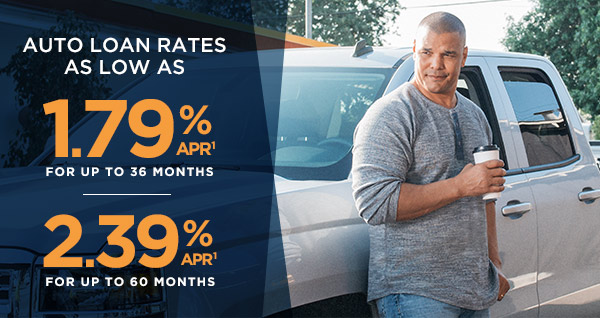 AUTO LOAN RATES
AS LOW AS
1.79% APR¹
FOR UP TO 36 MONTHS
2.39% APR¹
FOR UP TO 60 MONTHS